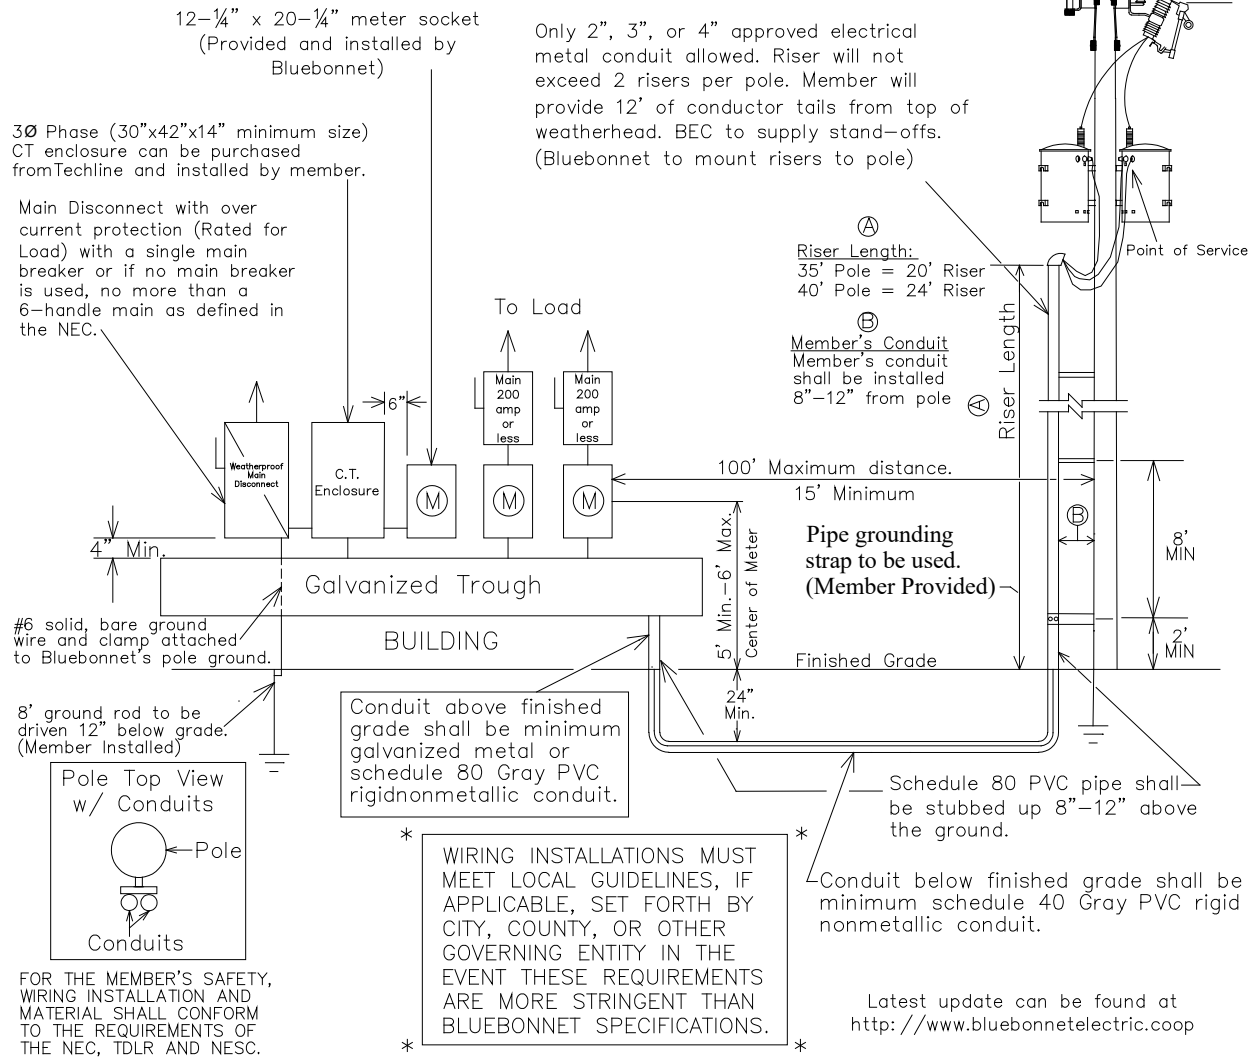 12-¼" x 20-¼" meter socket
(Provided and installed by
Bluebonnet)
Only 2", 3", or 4" approved electrical
metal conduit allowed. Riser will not
exceed 2 risers per pole. Member will
provide 12' of conductor tails from top of
weatherhead. BEC to supply stand-offs.
(Bluebonnet to mount risers to pole)
3Ø Phase (30"x42"x14" minimum size)
CT enclosure can be purchased
fromTechline and installed by member.
Main Disconnect with over
current protection (Rated for
Load) with a single main
breaker or if no main breaker
is used, no more than a
6-handle main as defined in
the NEC.
Point of Service
A
Riser Length:
35' Pole = 20' Riser
40' Pole = 24' Riser
B
Member's Conduit
Member's conduit
shall be installed
8"-12" from pole
A
Riser Length
To Load
Main
200
amp
or
less
Main
200
amp
or
less
6"
Weatherproof
Main
Disconnect
C.T.
Enclosure
M
M
M
100' Maximum distance.
15' Minimum
5' Min.-6' Max.
Center of Meter
Pipe grounding
strap to be used.
(Member Provided)
B
8'
MIN
2'
MIN
4" Min.
Galvanized Trough
BUILDING
Finished Grade
#6 solid, bare ground
wire and clamp attached
to Bluebonnet's pole ground.
24"
Min.
8' ground rod to be
driven 12" below grade.
(Member Installed)
Conduit above finished
grade shall be minimum
galvanized metal or
schedule 80 Gray PVC
rigidnonmetallic conduit.
Schedule 80 PVC pipe shall
be stubbed up 8"-12" above
the ground.
Pole Top View
w/ Conduits
Pole
Conduits
* *
WIRING INSTALLATIONS MUST
MEET LOCAL GUIDELINES, IF
APPLICABLE, SET FORTH BY
CITY, COUNTY, OR OTHER
GOVERNING ENTITY IN THE
EVENT THESE REQUIREMENTS
ARE MORE STRINGENT THAN
BLUEBONNET SPECIFICATIONS.
* *
Conduit below finished grade shall be
minimum schedule 40 Gray PVC rigid
nonmetallic conduit.
FOR THE MEMBER'S SAFETY,
WIRING INSTALLATION AND
MATERIAL SHALL CONFORM
TO THE REQUIREMENTS OF
THE NEC, TDLR AND NESC.
Latest update can be found at
http://www.bluebonnetelectric.coop